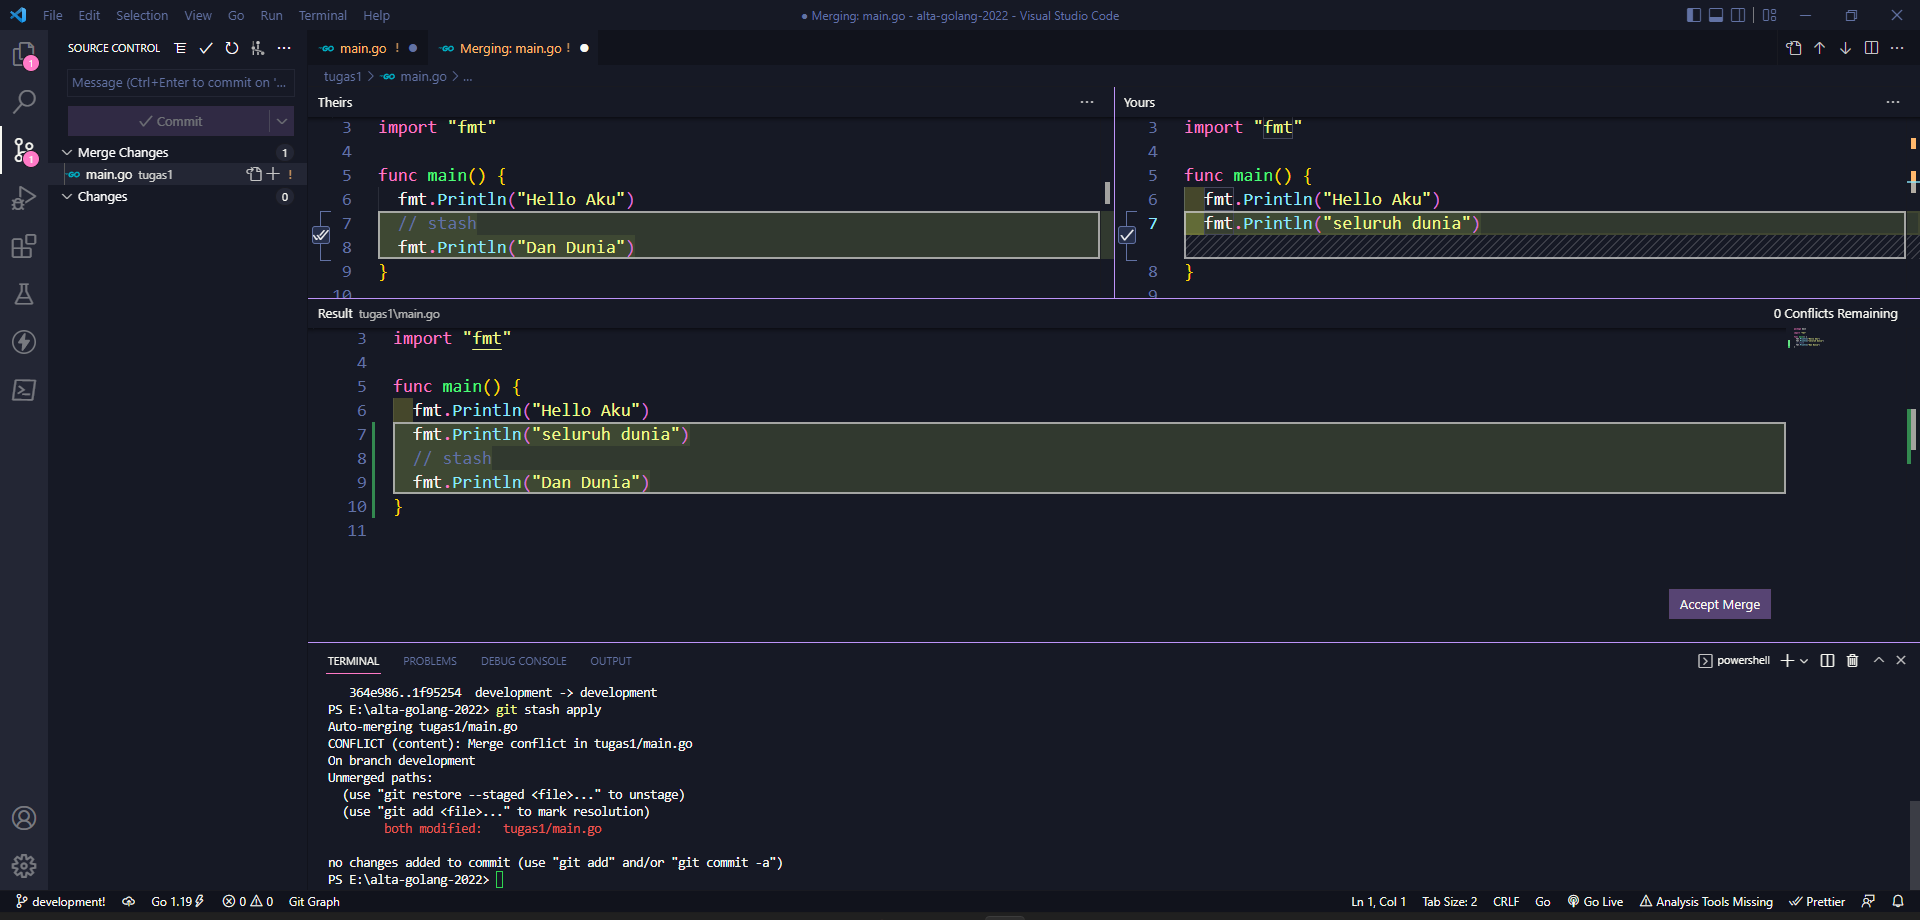 File Edit Selection View Go Run Terminal Help
● Merging: main.go - alta-golang-2022 - Visual Studio Code
SOURCE CONTROL
Message (Ctrl+Enter to commit on '...
Commit
Merge Changes 1
main.go tugas1 !
Changes 0
1
1
main.go ! ●
Merging: main.go ! ●
tugas1 > main.go > ...
Theirs
3 import "fmt"
4
5 func main() {
6 fmt.Println("Hello Aku")
7 // stash
8 fmt.Println("Dan Dunia")
9 }
10
Yours
3 import "fmt"
4
5 func main() {
6 fmt.Println("Hello Aku")
7 fmt.Println("seluruh dunia")
8 }
9
Result tugas1\main.go
0 Conflicts Remaining
3 import "fmt"
4
5 func main() {
6 fmt.Println("Hello Aku")
7 fmt.Println("seluruh dunia")
8 // stash
9 fmt.Println("Dan Dunia")
10 }
11
Accept Merge
TERMINAL PROBLEMS DEBUG CONSOLE OUTPUT
powershell
364e986..1f95254 development -> development
PS E:\alta-golang-2022> git stash apply
Auto-merging tugas1/main.go
CONFLICT (content): Merge conflict in tugas1/main.go
On branch development
Unmerged paths:
(use "git restore --staged <file>..." to unstage)
(use "git add <file>..." to mark resolution)
both modified: tugas1/main.go
no changes added to commit (use "git add" and/or "git commit -a")
PS E:\alta-golang-2022>
development! Go 1.19 0 0 Git Graph
Ln 1, Col 1 Tab Size: 2 CRLF Go Go Live Analysis Tools Missing Prettier